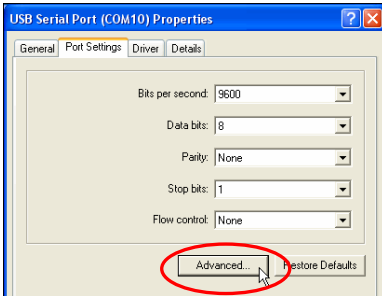 USB Serial Port (COM10) Properties
General Port Settings Driver Details
Bits per second: 9600
Data bits: 8
Parity: None
Stop bits: 1
Flow control: None
Advanced... Restore Defaults